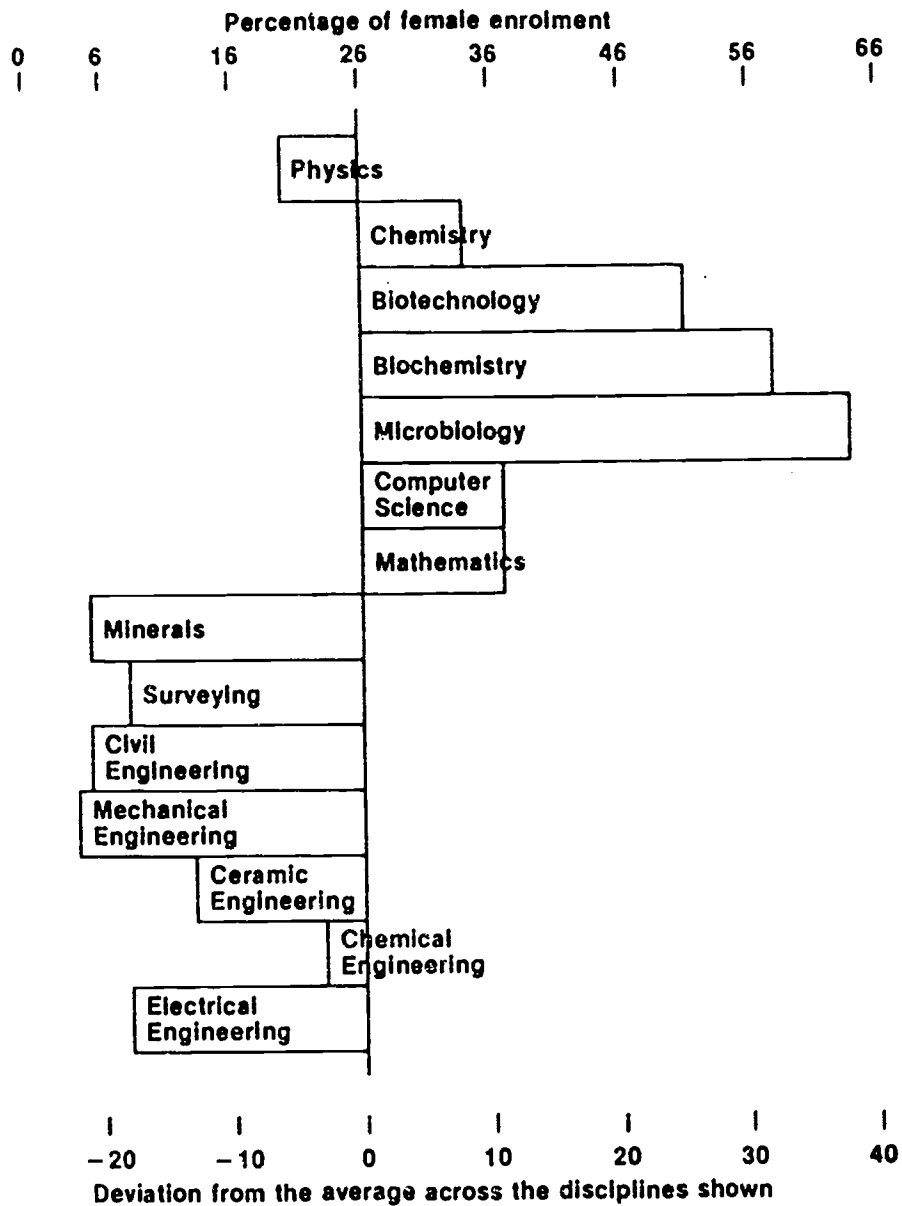 Percentage of female enrolment
0 6 16 26 36 46 56 66
Physics
Chemistry
Biotechnology
Biochemistry
Microbiology
Computer
Science
Mathematics
Minerals
Surveying
Civil
Engineering
Mechanical
Engineering
Ceramic
Engineering
Chemical
Engineering
Electrical
Engineering
−20 −10 0 10 20 30 40
Deviation from the average across the disciplines shown